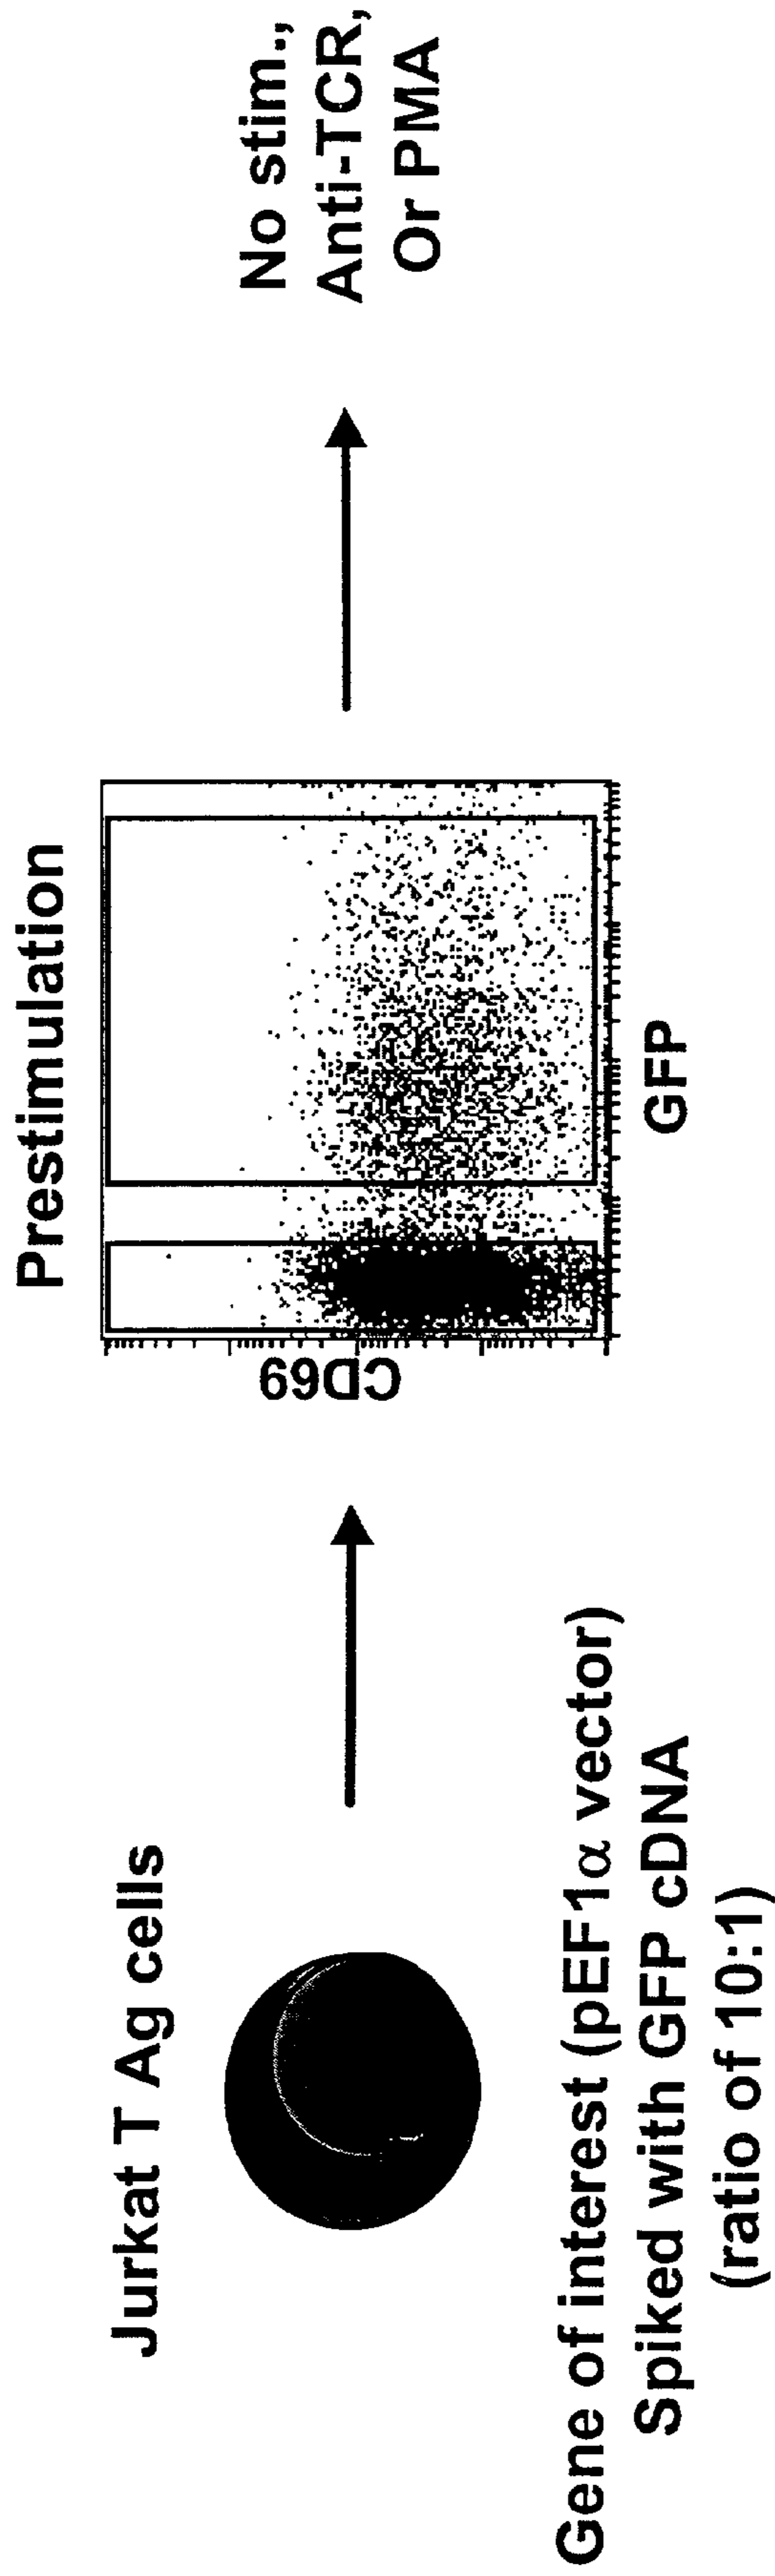 Jurkat T Ag cells
Gene of interest (pEF1α vector)
Spiked with GFP cDNA
(ratio of 10:1)
Prestimulation
CD69
GFP
No stim.,
Anti-TCR,
Or PMA